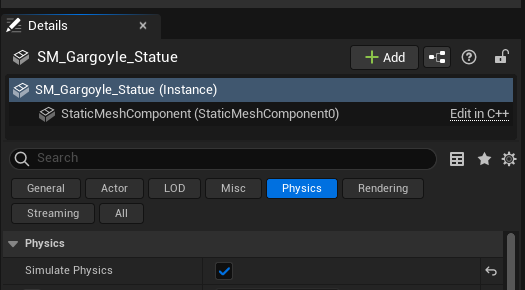 Details
SM_Gargoyle_Statue
Add
SM_Gargoyle_Statue (Instance)
StaticMeshComponent (StaticMeshComponent0) Edit in C++
Search
General Actor LOD Misc Physics Rendering
Streaming All
Physics
Simulate Physics